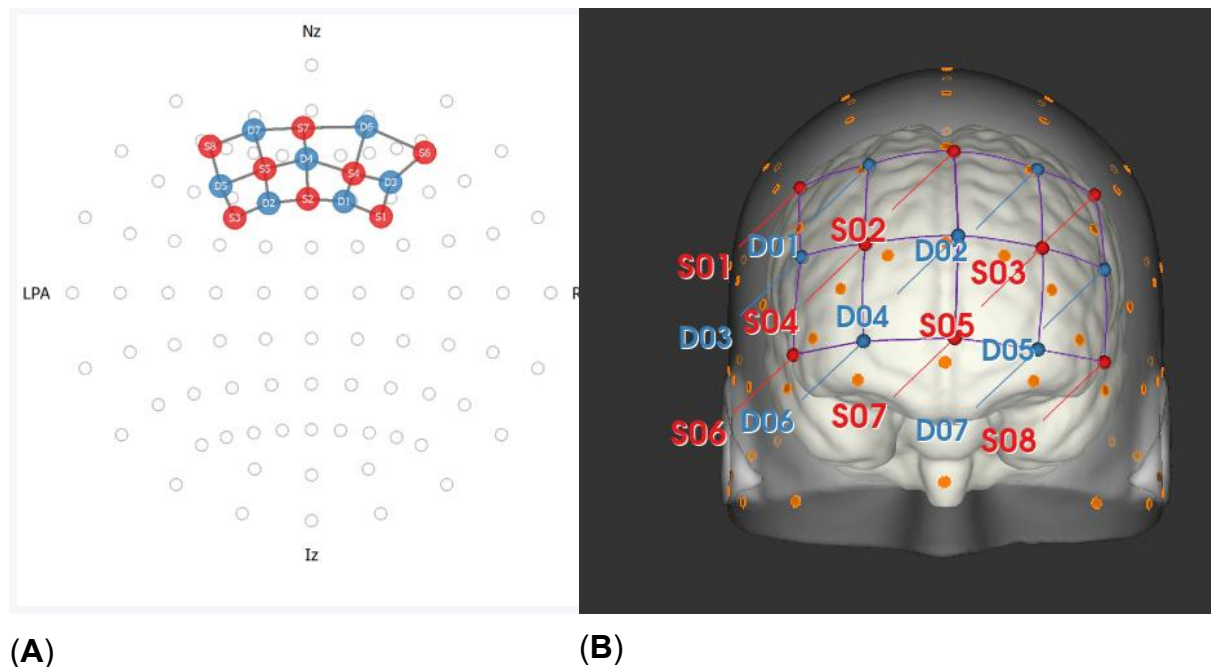 Nz
D7 S7 D6
S8 S6
S5 D4 S4
D5 D3
D2 S2 D1
S3 S1
LPA R
Iz
S02
D01 D02
S01 S03
S04 D04 S05
D03 D05
S07
S06 D06 D07 S08
(A) (B)